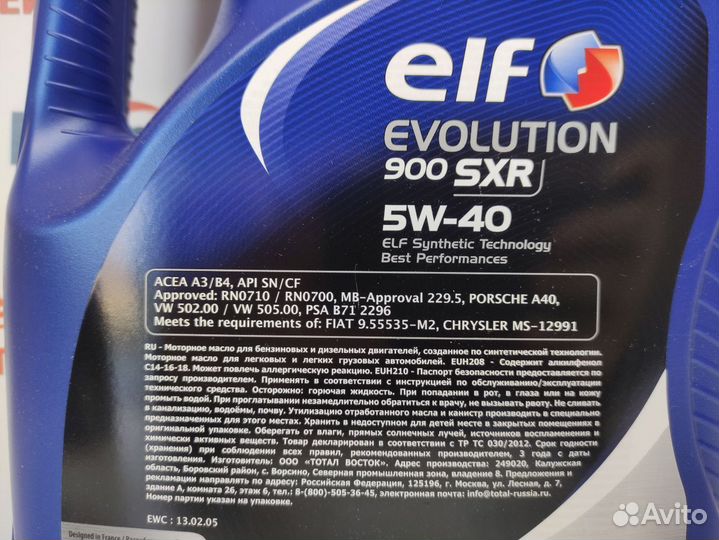 elf
EVOLUTION
900 SXR
5W-40
ELF Synthetic Technology
Best Performances
ACEA A3/B4, API SN/CF
Approved: RN0710 / RN0700, MB-Approval 229.5, PORSCHE A40,
VW 502.00 / VW 505.00, PSA B71 2296
Meets the requirements of: FIAT 9.55535-M2, CHRYSLER MS-12991
RU - Моторное масло для бензиновых и дизельных двигателей, созданное по синтетической технологии.
Моторное масло для легковых и легких грузовых автомобилей. EUH208 - Содержит алкилфенол
C14-16-18. Может повлечь аллергическую реакцию. EUH210 - Паспорт безопасности предоставляется по
запросу производителем. Применять в соответствии с инструкцией по обслуживанию/эксплуатации
технического средства. Осторожно: горючая жидкость. При попадании в рот, в глаза или на кожу
промыть водой. При проглатывании незамедлительно обратиться к врачу, не вызывать рвоту. Не сливать
в канализацию, водоёмы, почву. Утилизацию отработанного масла и канистр производить в специально
предназначенных для этого местах. Хранить в недоступном для детей месте в закрытых помещениях в
оригинальной упаковке. Оберегать от влаги, прямых солнечных лучей, источников воспламенения и
химически активных веществ. Товар декларирован в соответствии с ТР ТС 030/2012. Срок годности
(хранения) при соблюдении всех правил, рекомендованных производителем, 3 года с даты
изготовления. Изготовитель: ООО «ТОТАЛ ВОСТОК». Адрес производства: 249020, Калужская
область, Боровский район, с. Ворсино, Северная промышленная зона, владение 8. Предложения и
рекламации направлять по адресу: Российская Федерация, 125196, г. Москва, ул. Лесная, д. 7,
здание А, комната 26, этаж 6, тел.: 8-(800)-505-36-45, электронная почта: info@total-russia.ru.
Номер партии указан на упаковке.
EWC : 13.02.05
Designed in France /
Avito